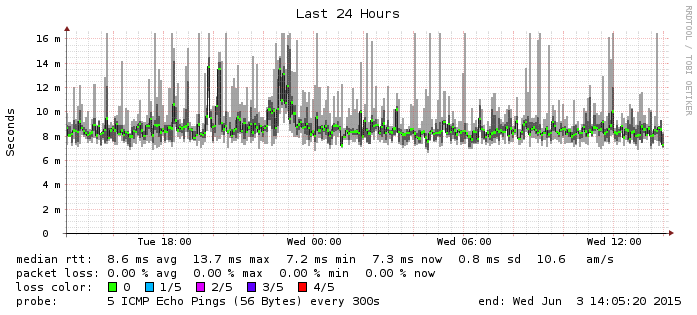 Last 24 Hours
RRDTOOL / TOBI OETIKER
Seconds
16 m
14 m
12 m
10 m
8 m
6 m
4 m
2 m
0
Tue 18:00 Wed 00:00 Wed 06:00 Wed 12:00
median rtt: 8.6 ms avg 13.7 ms max 7.2 ms min 7.3 ms now 0.8 ms sd 10.6 am/s
packet loss: 0.00 % avg 0.00 % max 0.00 % min 0.00 % now
loss color: 0 1/5 2/5 3/5 4/5
probe: 5 ICMP Echo Pings (56 Bytes) every 300s end: Wed Jun 3 14:05:20 2015